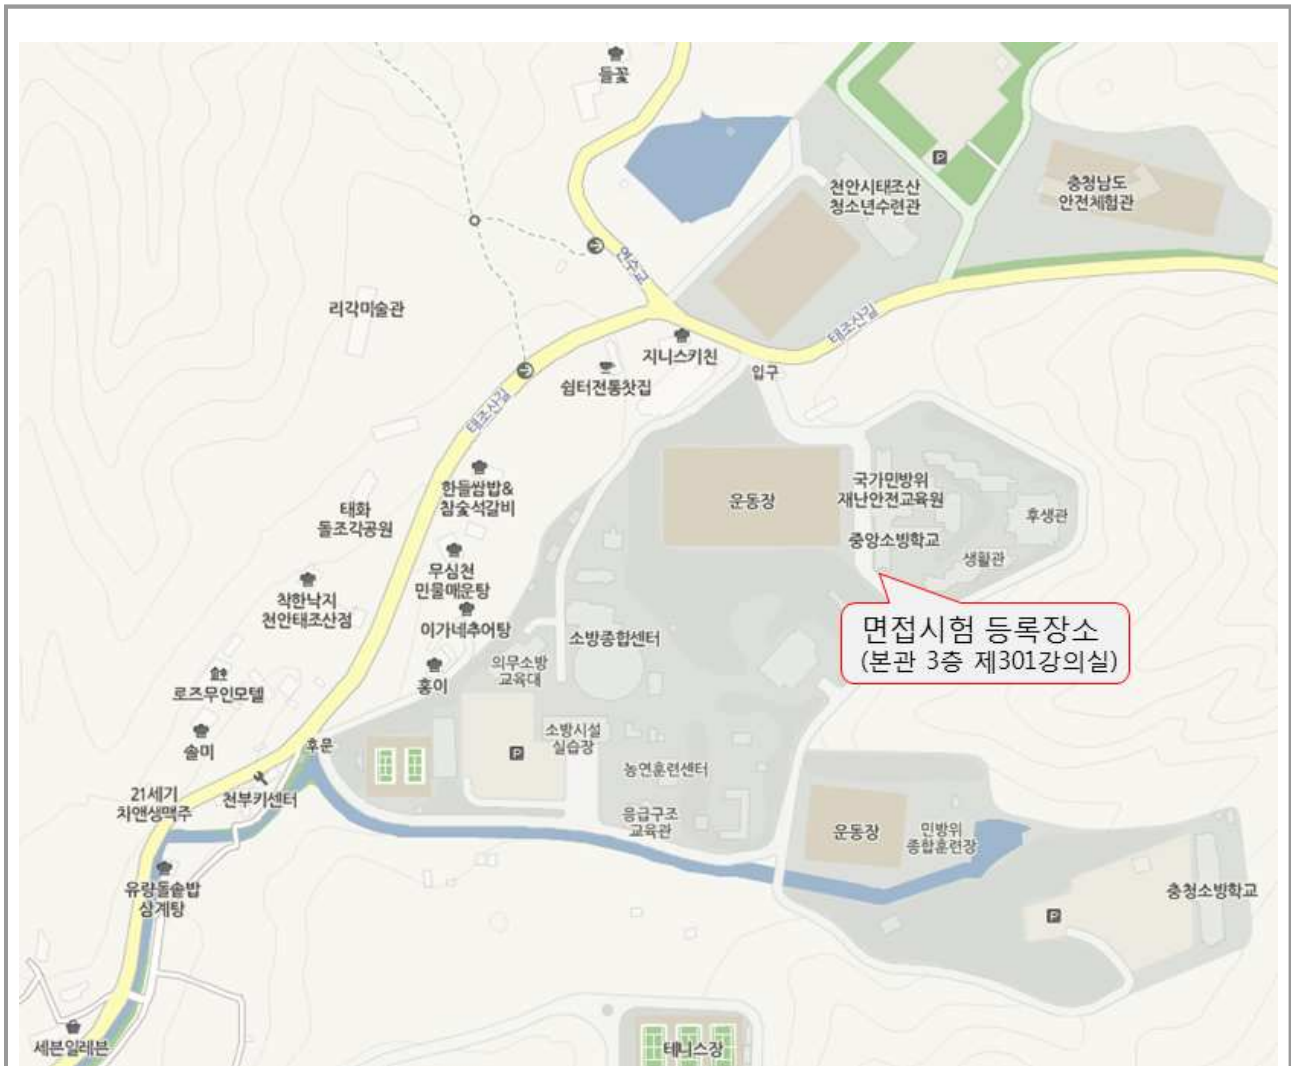 들꽃
천안시태조산
청소년수련관
충청남도
안전체험관
연수교
리각미술관
태조산길
지니스키친
입구
쉼터전통찻집
태조산길
한들쌈밥&
참숯석갈비
운동장
국가민방위
재난안전교육원
태화
돌조각공원
후생관
중앙소방학교
생활관
무심천
민물매운탕
착한낙지
천안태조산점
이가네추어탕
소방종합센터
면접시험 등록장소
(본관 3층 제301강의실)
의무소방
교육대
홍이
로즈무인모텔
소방시설
실습장
솔미
후문
P
농연훈련센터
21세기
차앤생맥주
천부키센터
응급구조
교육관
운동장
민방위
종합훈련장
유량돌솥밥
삼계탕
충청소방학교
P
세븐일레븐
테니스장
P